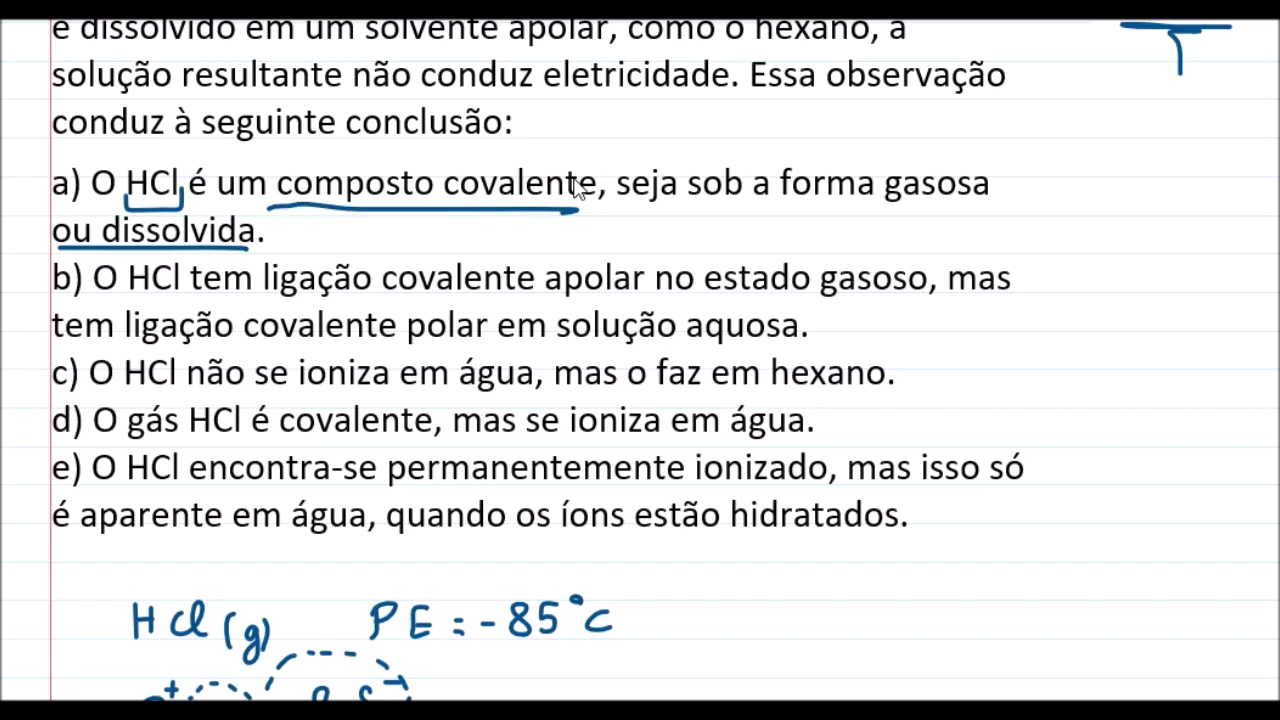 é dissolvido em um solvente apolar, como o hexano, a
solução resultante não conduz eletricidade. Essa observação
conduz à seguinte conclusão:
a) O HCl é um composto covalente, seja sob a forma gasosa
ou dissolvida.
b) O HCl tem ligação covalente apolar no estado gasoso, mas
tem ligação covalente polar em solução aquosa.
c) O HCl não se ioniza em água, mas o faz em hexano.
d) O gás HCl é covalente, mas se ioniza em água.
e) O HCl encontra-se permanentemente ionizado, mas isso só
é aparente em água, quando os íons estão hidratados.
HCl (g) PE = -85°C